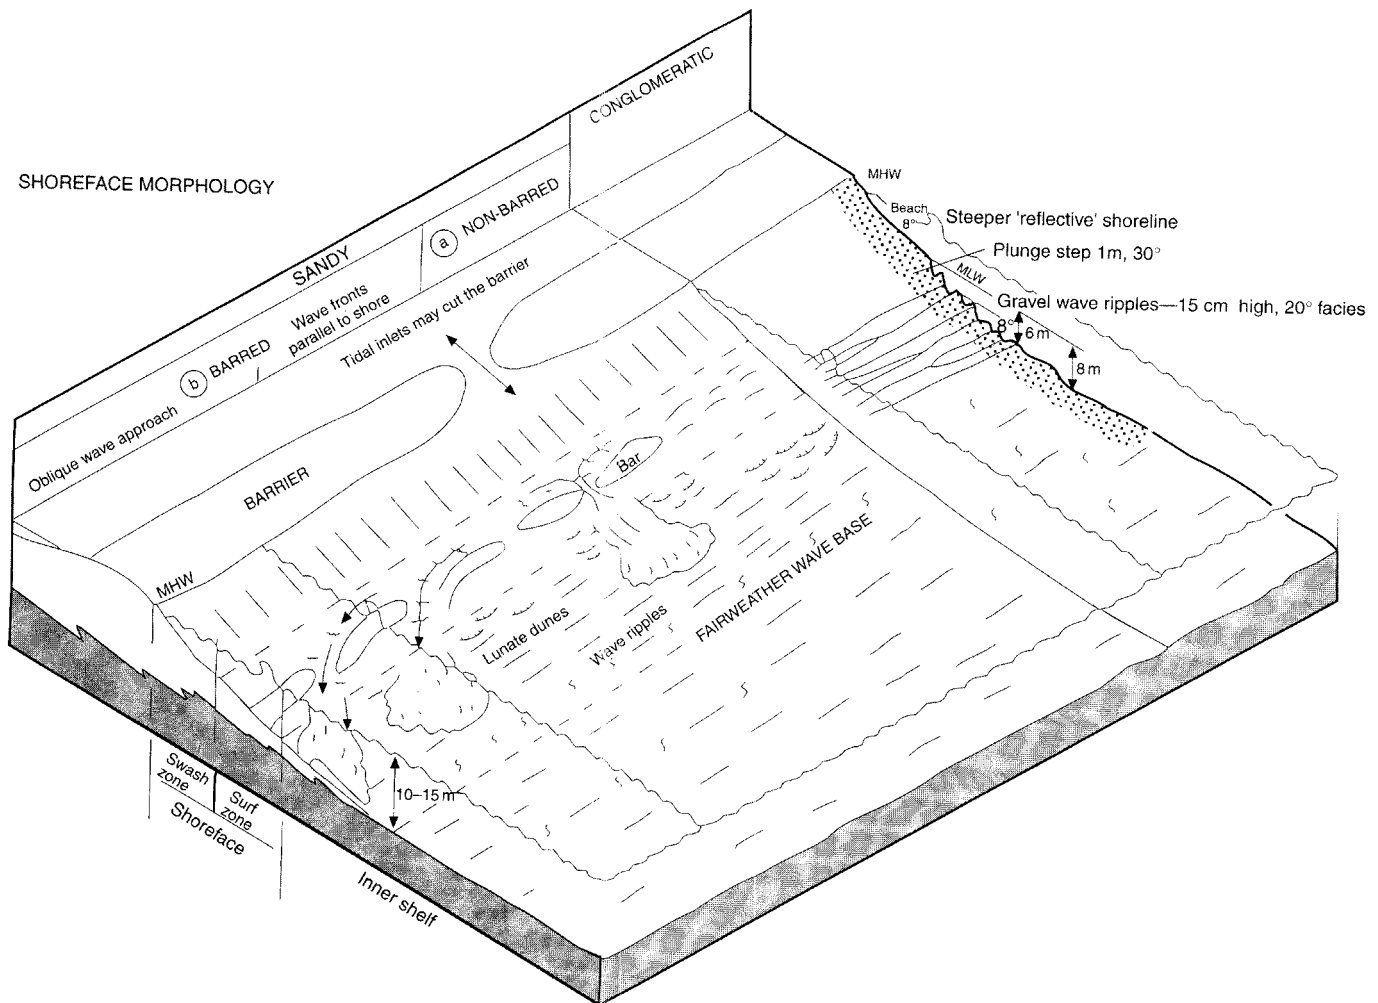 SHOREFACE MORPHOLOGY
CONGLOMERATIC
SANDY
a NON-BARRED
Wave fronts
parallel to shore
b BARRED
Oblique wave approach
Tidal inlets may cut the barrier
BARRIER
MHW
MHW
Beach
8°
Steeper 'reflective' shoreline
Plunge step 1m, 30°
MLW
Gravel wave ripples—15 cm high, 20° facies
8°
6m
8m
Bar
Lunate dunes
Wave ripples
FAIRWEATHER WAVE BASE
10–15m
Swash
zone
Surf
zone
Shoreface
Inner shelf